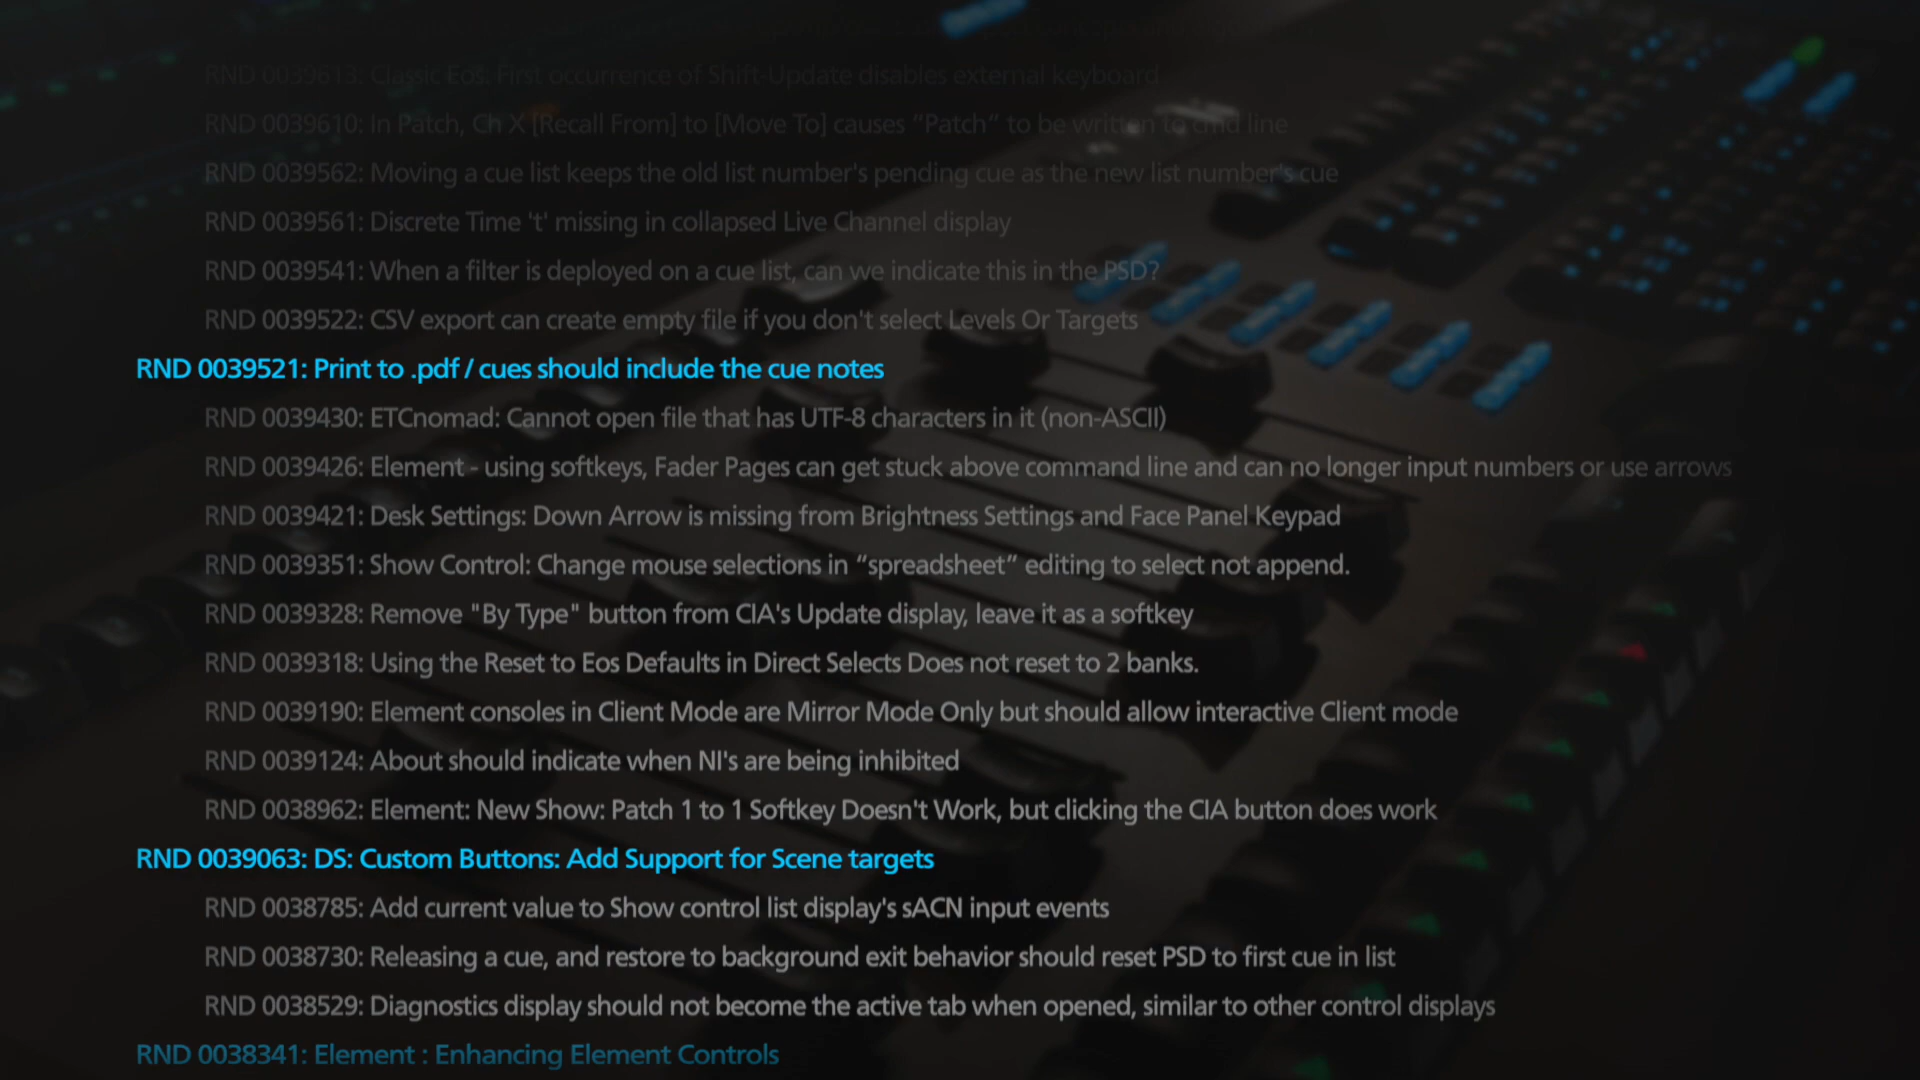 RND 0039613: Classic Eos: First occurrence of Shift-Update disables external keyboard
RND 0039610: In Patch, Ch X [Recall From] to [Move To] causes “Patch” to be written to cmd line
RND 0039562: Moving a cue list keeps the old list number's pending cue as the new list number's cue
RND 0039561: Discrete Time 't' missing in collapsed Live Channel display
RND 0039541: When a filter is deployed on a cue list, can we indicate this in the PSD?
RND 0039522: CSV export can create empty file if you don't select Levels Or Targets
RND 0039521: Print to .pdf / cues should include the cue notes
RND 0039430: ETCnomad: Cannot open file that has UTF-8 characters in it (non-ASCII)
RND 0039426: Element - using softkeys, Fader Pages can get stuck above command line and can no longer input numbers or use arrows
RND 0039421: Desk Settings: Down Arrow is missing from Brightness Settings and Face Panel Keypad
RND 0039351: Show Control: Change mouse selections in “spreadsheet” editing to select not append.
RND 0039328: Remove "By Type" button from CIA's Update display, leave it as a softkey
RND 0039318: Using the Reset to Eos Defaults in Direct Selects Does not reset to 2 banks.
RND 0039190: Element consoles in Client Mode are Mirror Mode Only but should allow interactive Client mode
RND 0039124: About should indicate when NI's are being inhibited
RND 0038962: Element: New Show: Patch 1 to 1 Softkey Doesn't Work, but clicking the CIA button does work
RND 0039063: DS: Custom Buttons: Add Support for Scene targets
RND 0038785: Add current value to Show control list display's sACN input events
RND 0038730: Releasing a cue, and restore to background exit behavior should reset PSD to first cue in list
RND 0038529: Diagnostics display should not become the active tab when opened, similar to other control displays
RND 0038341: Element : Enhancing Element Controls